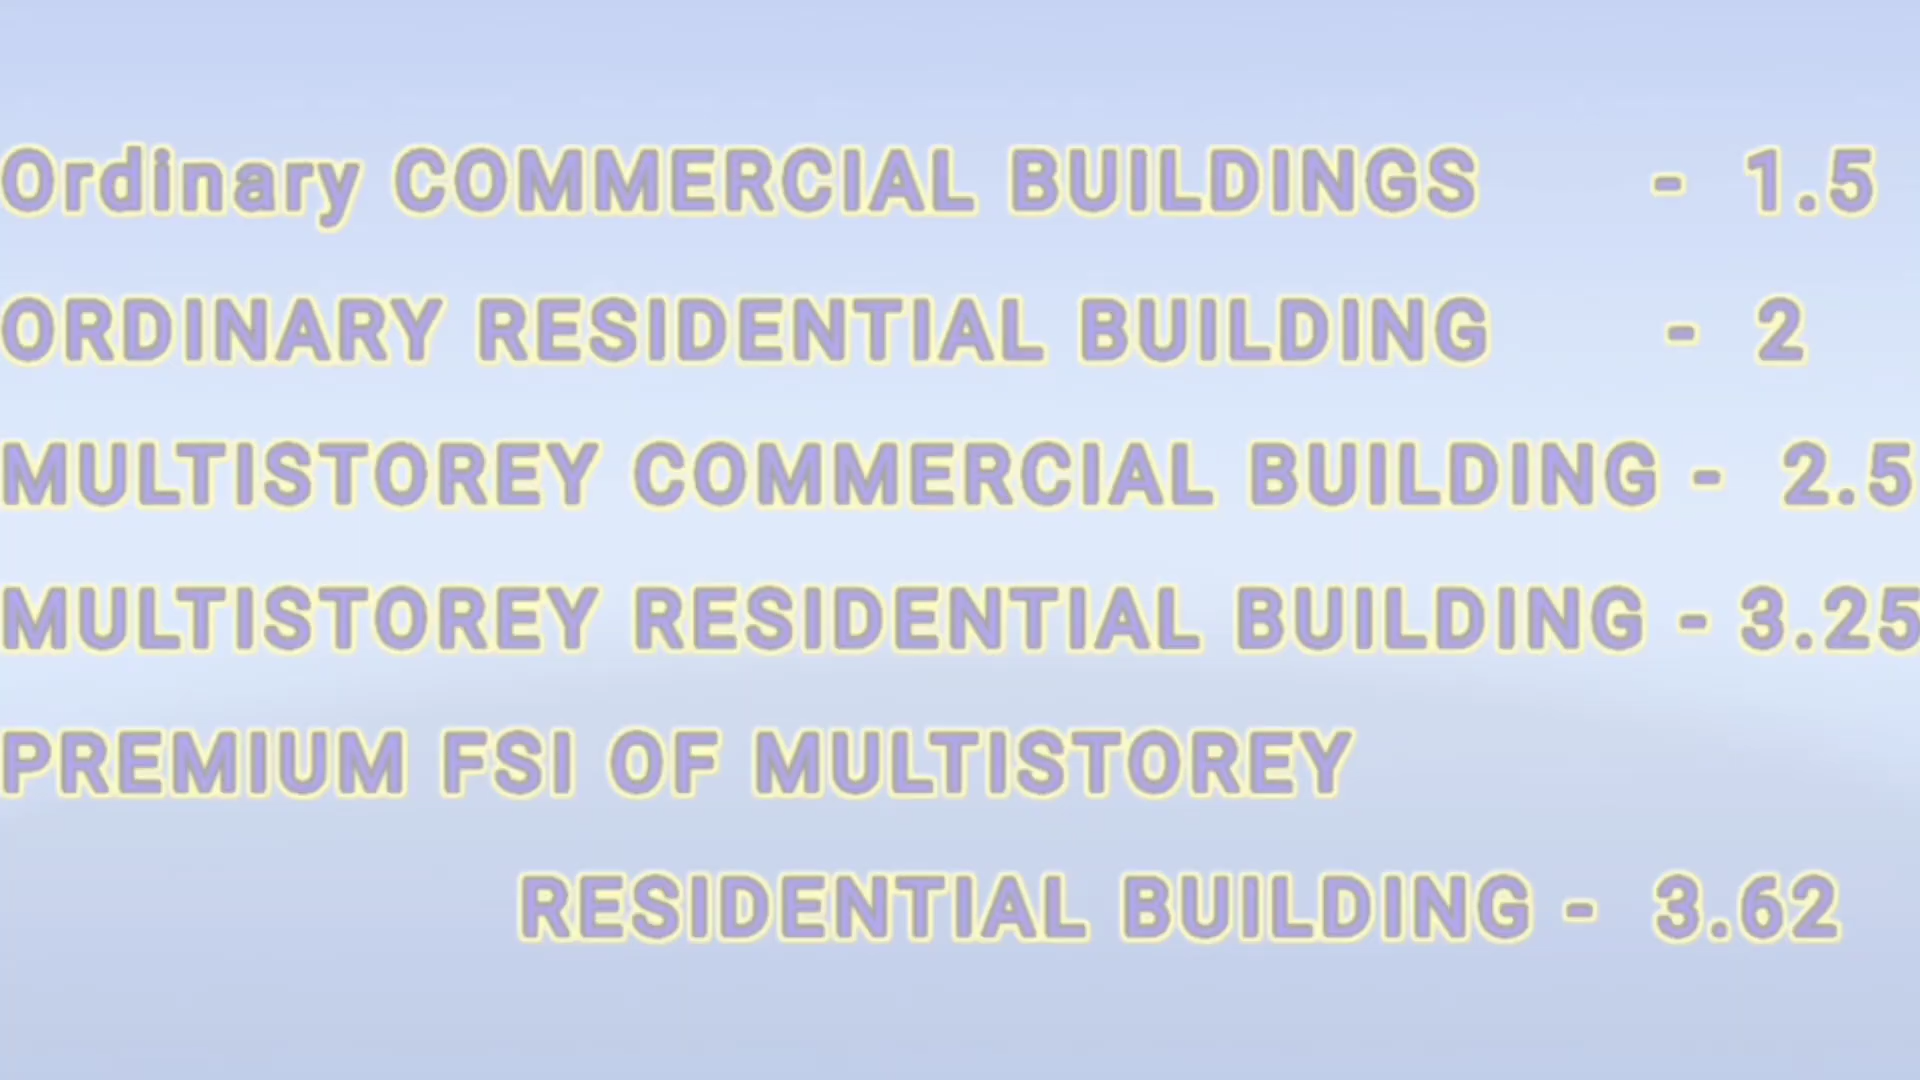 Ordinary COMMERCIAL BUILDINGS - 1.5
ORDINARY RESIDENTIAL BUILDING - 2
MULTISTOREY COMMERCIAL BUILDING - 2.5
MULTISTOREY RESIDENTIAL BUILDING - 3.25
PREMIUM FSI OF MULTISTOREY
RESIDENTIAL BUILDING - 3.62